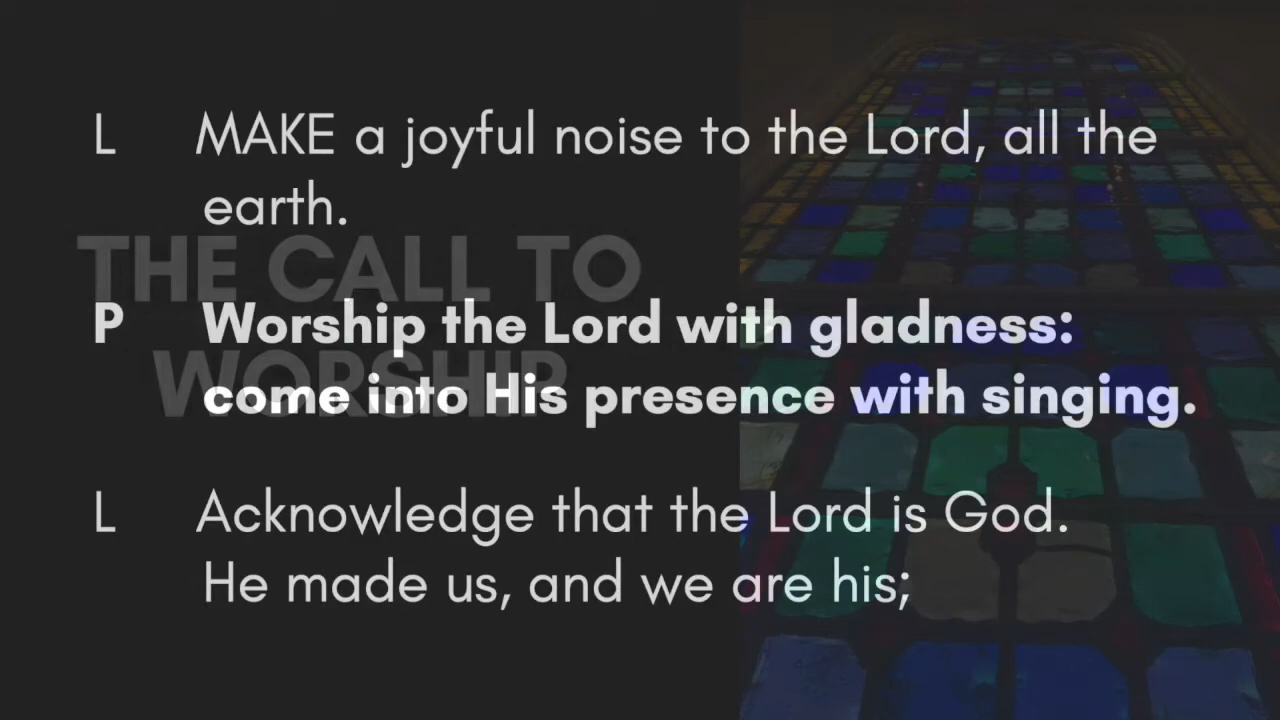 L MAKE a joyful noise to the Lord, all the
earth.
THE CALL TO
P Worship the Lord with gladness:
WORSHIP
come into His presence with singing.
L Acknowledge that the Lord is God.
He made us, and we are his;